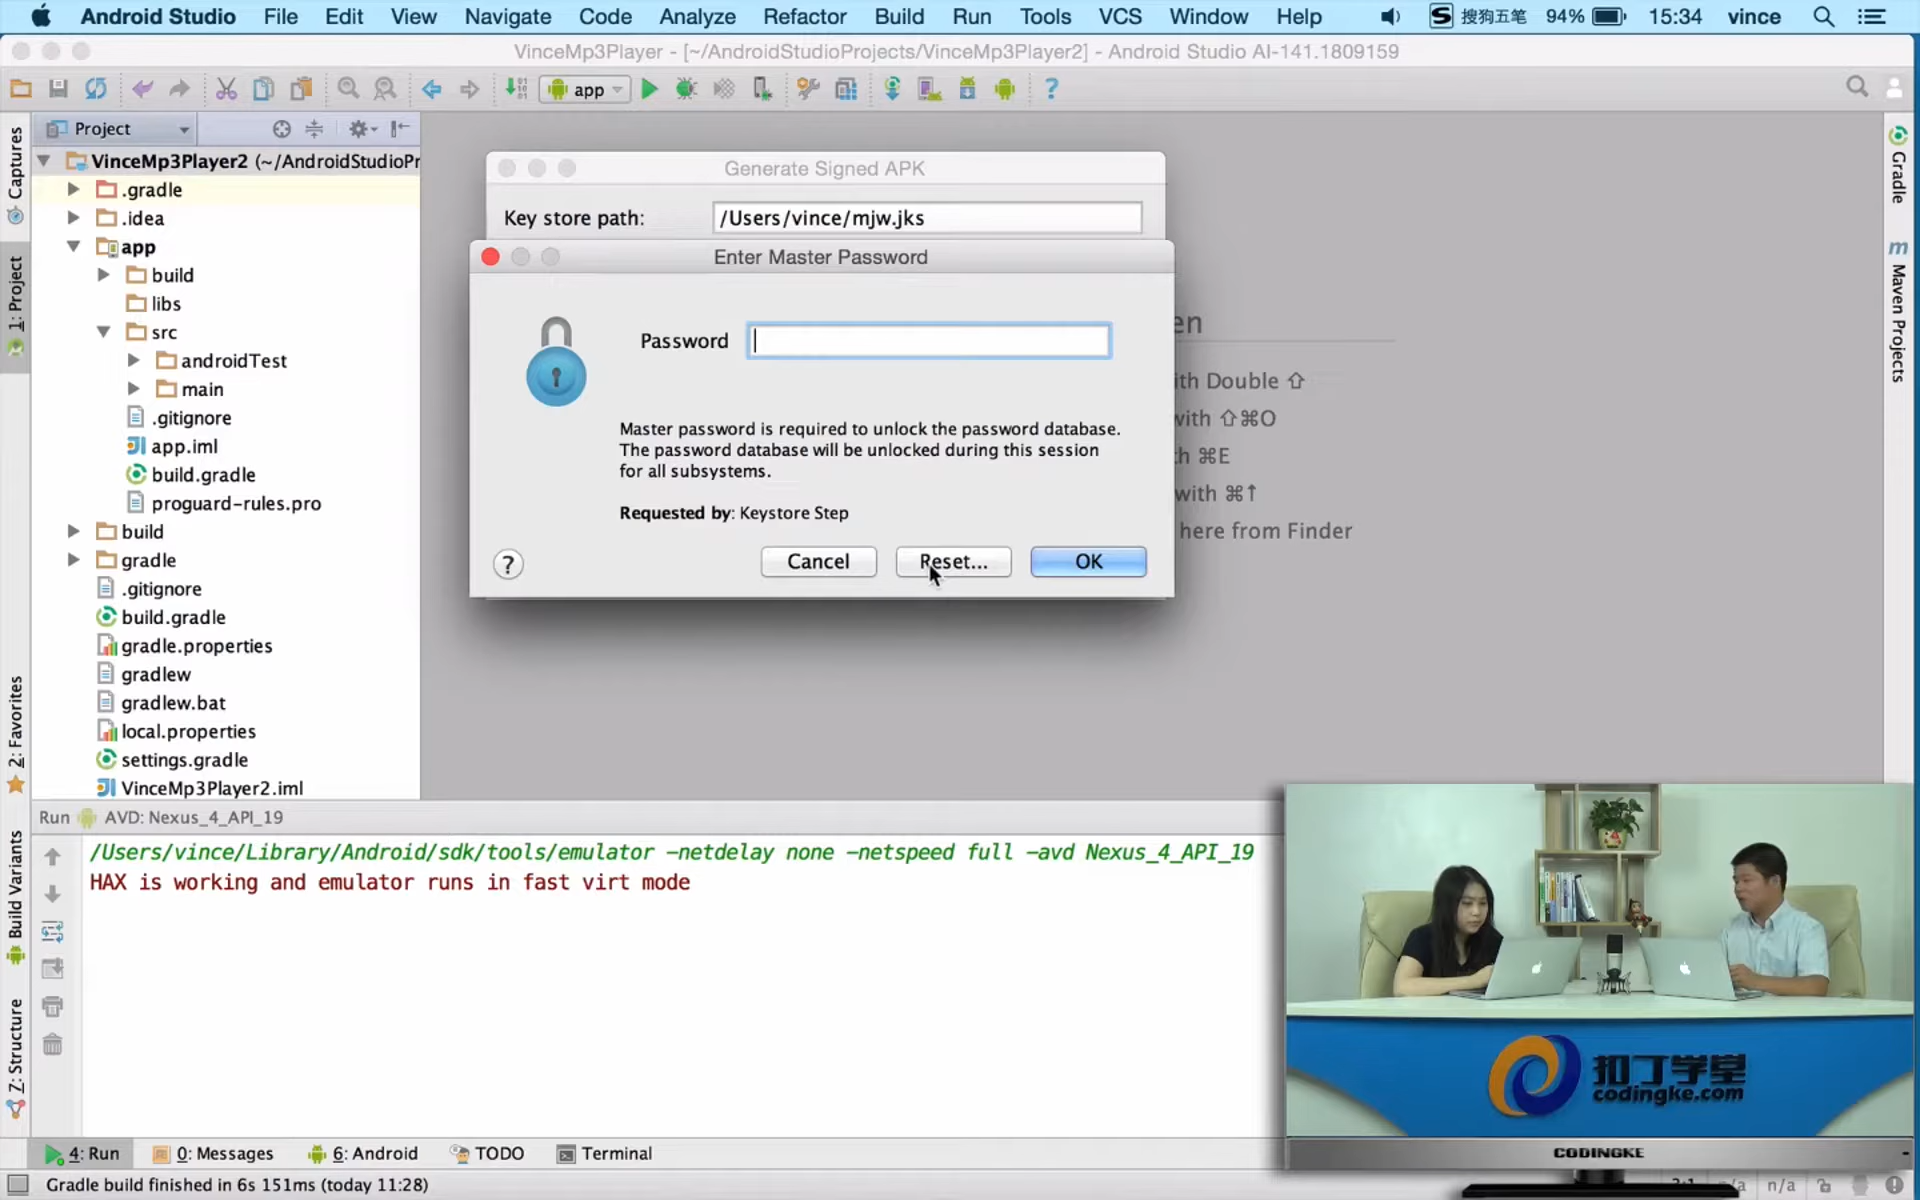 Android Studio File Edit View Navigate Code Analyze Refactor Build Run Tools VCS Window Help S 搜狗五笔 94% 15:34 vince
VinceMp3Player - [~/AndroidStudioProjects/VinceMp3Player2] - Android Studio AI-141.1809159
app
Project
Captures
1: Project
2: Favorites
Build Variants
Z: Structure
VinceMp3Player2 (~/AndroidStudioPr
.gradle
.idea
app
build
libs
src
androidTest
main
.gitignore
app.iml
build.gradle
proguard-rules.pro
build
gradle
.gitignore
build.gradle
gradle.properties
gradlew
gradlew.bat
local.properties
settings.gradle
VinceMp3Player2.iml
Generate Signed APK
Key store path: /Users/vince/mjw.jks
Enter Master Password
Password
Master password is required to unlock the password database.
The password database will be unlocked during this session
for all subsystems.
Requested by: Keystore Step
? Cancel Reset... OK
en
ith Double ⇧
with ⇧⌘O
h ⌘E
with ⌘↑
here from Finder
Gradle
m Maven Projects
Run AVD: Nexus_4_API_19
/Users/vince/Library/Android/sdk/tools/emulator -netdelay none -netspeed full -avd Nexus_4_API_19
HAX is working and emulator runs in fast virt mode
扣丁学堂
codingke.com
CODINGKE
4: Run 0: Messages 6: Android TODO Terminal
Gradle build finished in 6s 151ms (today 11:28)
n/a